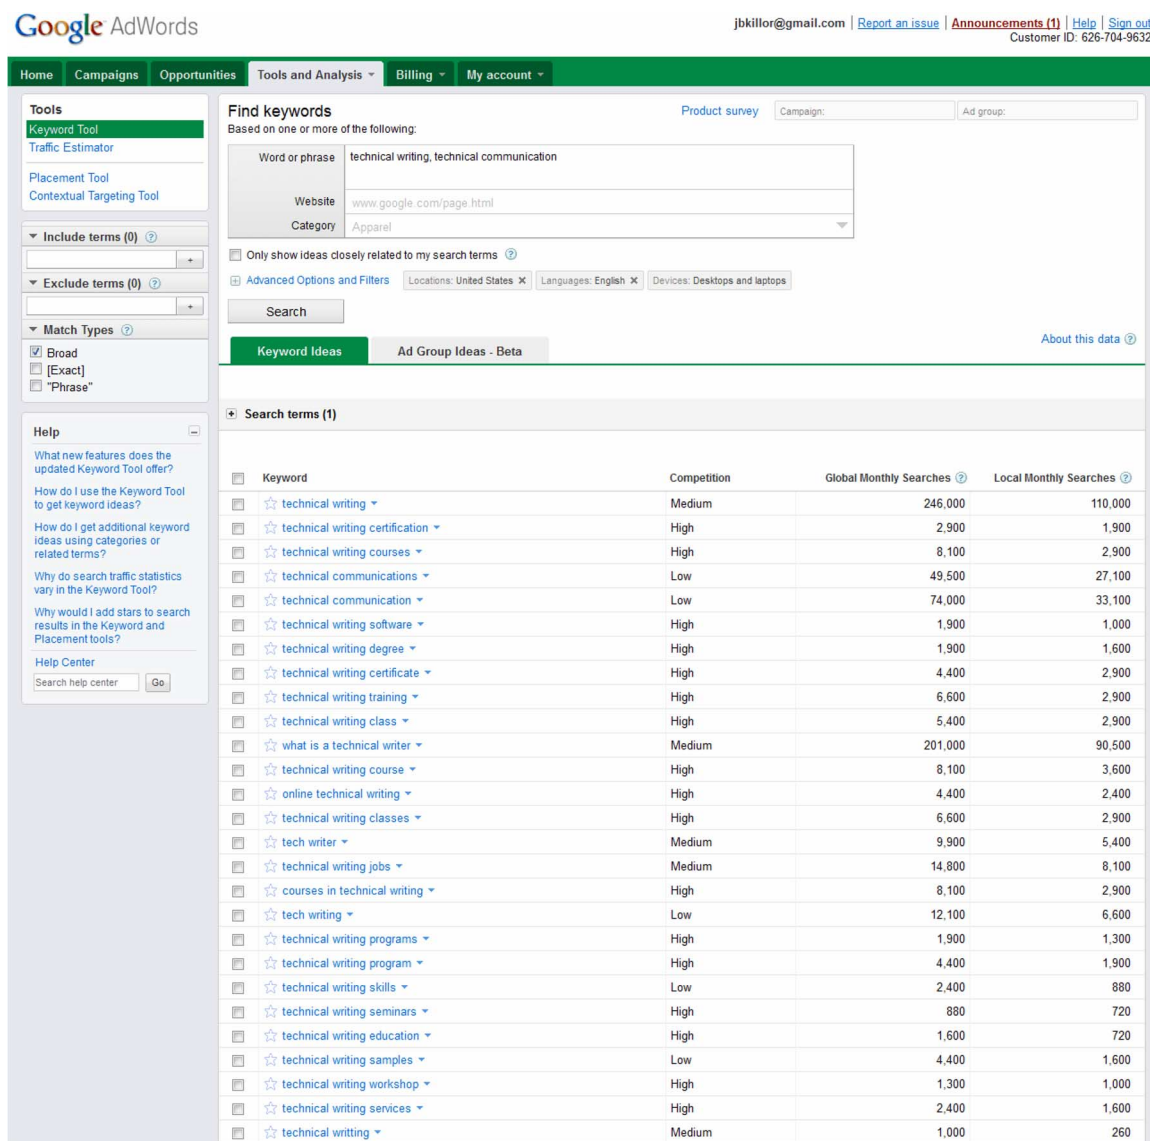 Google AdWords
jbkillor@gmail.com | Report an issue | Announcements (1) | Help | Sign out
Customer ID: 626-704-9632
Home Campaigns Opportunities Tools and Analysis Billing My account
Tools
Keyword Tool
Traffic Estimator
Placement Tool
Contextual Targeting Tool
Include terms (0) ?
+
Exclude terms (0) ?
+
Match Types ?
Broad
[Exact]
"Phrase"
Help
What new features does the
updated Keyword Tool offer?
How do I use the Keyword Tool
to get keyword ideas?
How do I get additional keyword
ideas using categories or
related terms?
Why do search traffic statistics
vary in the Keyword Tool?
Why would I add stars to search
results in the Keyword and
Placement tools?
Help Center
Search help center Go
Find keywords
Product survey Campaign: Ad group:
Based on one or more of the following:
Word or phrase technical writing, technical communication
Website www.google.com/page.html
Category Apparel
Only show ideas closely related to my search terms ?
Advanced Options and Filters Locations: United States X Languages: English X Devices: Desktops and laptops
Search
About this data ?
Keyword Ideas Ad Group Ideas - Beta
Search terms (1)
Keyword Competition Global Monthly Searches ? Local Monthly Searches ?
technical writing Medium 246,000 110,000
technical writing certification High 2,900 1,900
technical writing courses High 8,100 2,900
technical communications Low 49,500 27,100
technical communication Low 74,000 33,100
technical writing software High 1,900 1,000
technical writing degree High 1,900 1,600
technical writing certificate High 4,400 2,900
technical writing training High 6,600 2,900
technical writing class High 5,400 2,900
what is a technical writer Medium 201,000 90,500
technical writing course High 8,100 3,600
online technical writing High 4,400 2,400
technical writing classes High 6,600 2,900
tech writer Medium 9,900 5,400
technical writing jobs Medium 14,800 8,100
courses in technical writing High 8,100 2,900
tech writing Low 12,100 6,600
technical writing programs High 1,900 1,300
technical writing program High 4,400 1,900
technical writing skills Low 2,400 880
technical writing seminars High 880 720
technical writing education High 1,600 720
technical writing samples Low 4,400 1,600
technical writing workshop High 1,300 1,000
technical writing services High 2,400 1,600
technical writting Medium 1,000 260